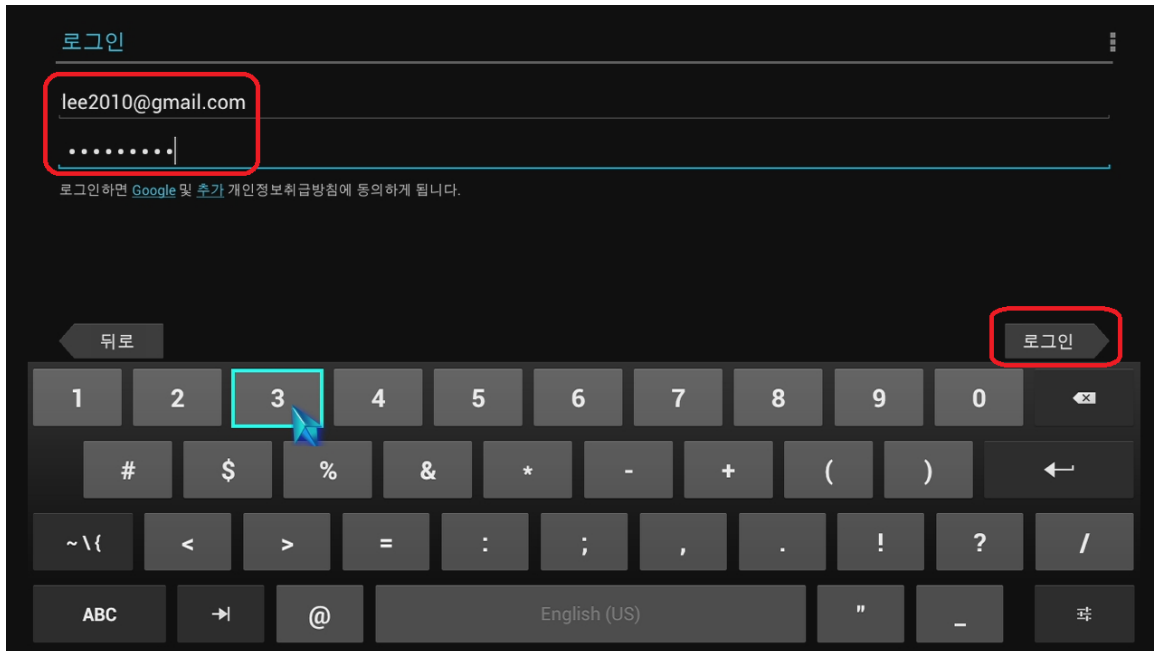 로그인
lee2010@gmail.com
•••••••••
로그인하면 Google 및 추가 개인정보취급방침에 동의하게 됩니다.
뒤로
로그인
1 2 3 4 5 6 7 8 9 0
# $ % & * - + ( )
~ \ { < > = : ; , . ! ? /
ABC @ English (US) " _